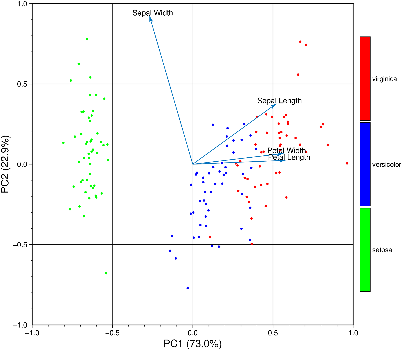 1.0
Sepal Width
0.5
Sepal Length
virginica
PC2 (22.9%)
Petal Width
Petal Length
0.0
versicolor
−0.5
setosa
−1.0
−1.0
−0.5
0.0
0.5
1.0
PC1 (73.0%)